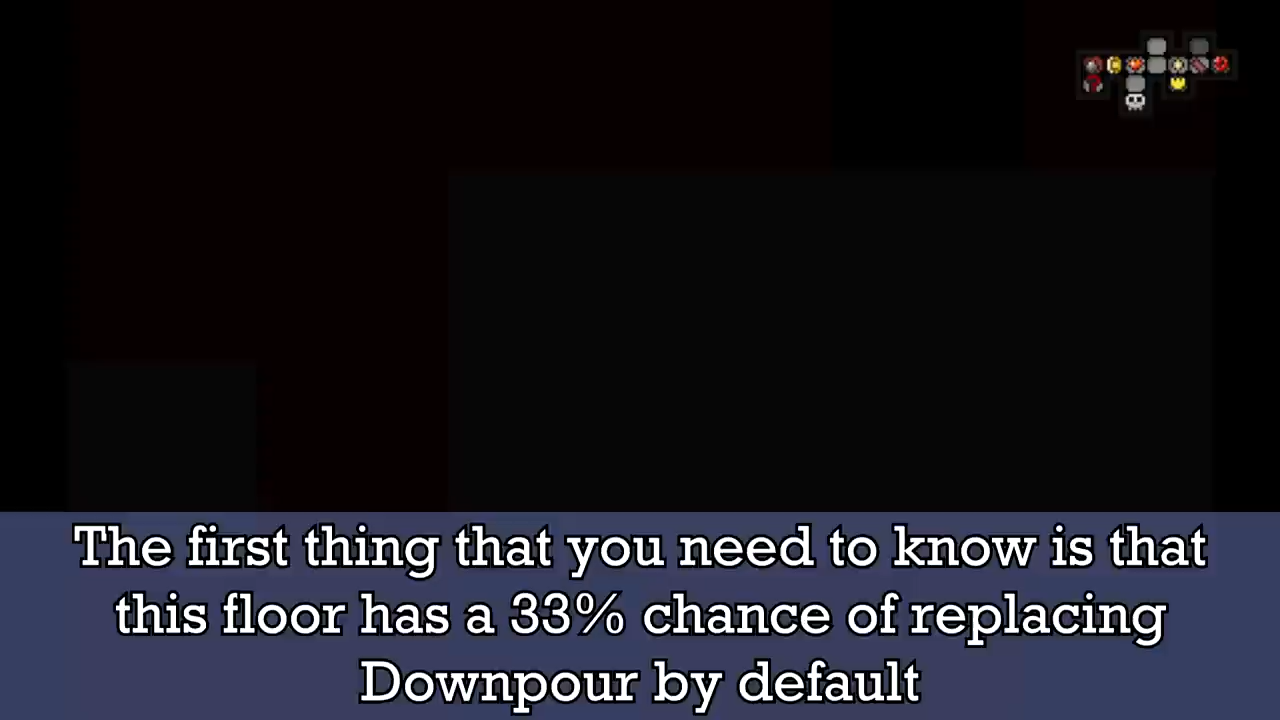 The first thing that you need to know is that
this floor has a 33% chance of replacing
Downpour by default